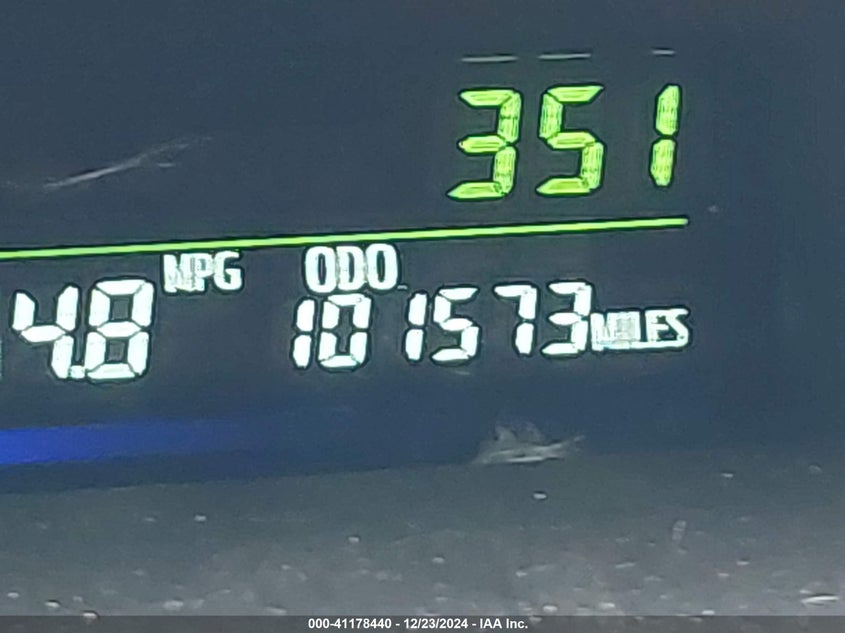 351
4.8 MPG ODO 101573 MILES
000-41178440 - 12/23/2024 - IAA Inc.